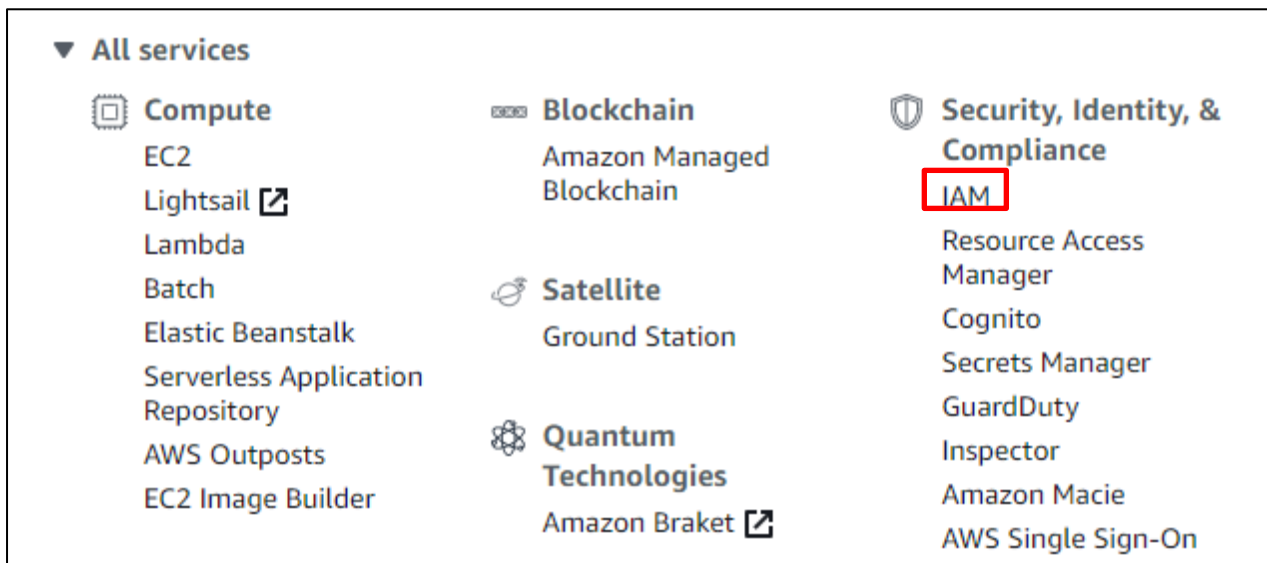 All services
Compute
EC2
Lightsail
Lambda
Batch
Elastic Beanstalk
Serverless Application
Repository
AWS Outposts
EC2 Image Builder
Blockchain
Amazon Managed
Blockchain
Satellite
Ground Station
Quantum
Technologies
Amazon Braket
Security, Identity, &
Compliance
IAM
Resource Access
Manager
Cognito
Secrets Manager
GuardDuty
Inspector
Amazon Macie
AWS Single Sign-On